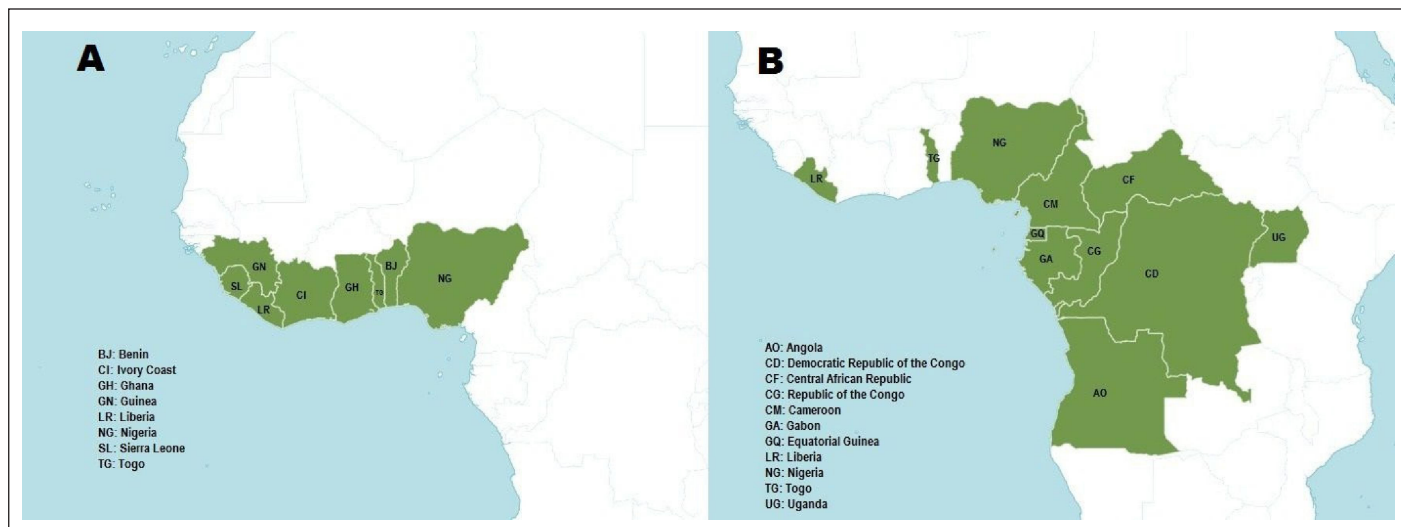 A
GN
SL
LR
CI
GH
TG
BJ
NG
BJ: Benin
CI: Ivory Coast
GH: Ghana
GN: Guinea
LR: Liberia
NG: Nigeria
SL: Sierra Leone
TG: Togo
B
LR
TG
NG
CM
CF
GQ
GA
CG
CD
UG
AO
AO: Angola
CD: Democratic Republic of the Congo
CF: Central African Republic
CG: Republic of the Congo
CM: Cameroon
GA: Gabon
GQ: Equatorial Guinea
LR: Liberia
NG: Nigeria
TG: Togo
UG: Uganda